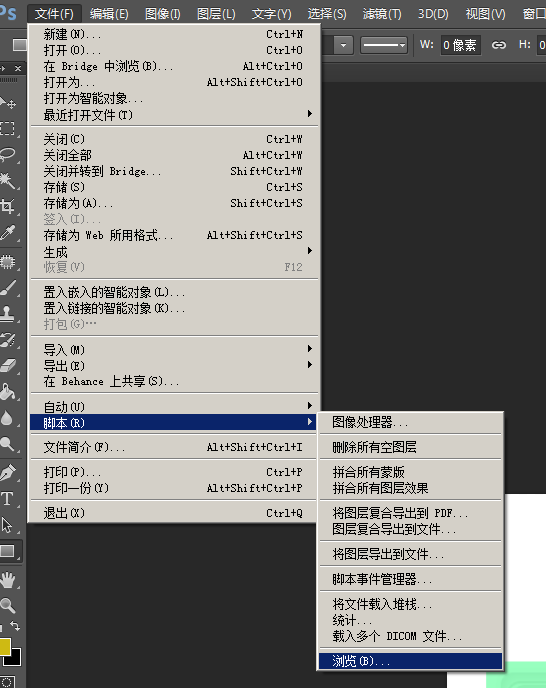 Ps 文件(F) 编辑(E) 图像(I) 图层(L) 文字(Y) 选择(S) 滤镜(T) 3D(D) 视图(V) 窗口
W: 0 像素 H: 0
新建(N)... Ctrl+N
打开(O)... Ctrl+O
在 Bridge 中浏览(B)... Alt+Ctrl+O
打开为... Alt+Shift+Ctrl+O
打开为智能对象...
最近打开文件(T)
关闭(C) Ctrl+W
关闭全部 Alt+Ctrl+W
关闭并转到 Bridge... Shift+Ctrl+W
存储(S) Ctrl+S
存储为(A)... Shift+Ctrl+S
签入(I)...
存储为 Web 所用格式... Alt+Shift+Ctrl+S
生成
恢复(V) F12
置入嵌入的智能对象(L)...
置入链接的智能对象(K)...
打包(G)...
导入(M)
导出(E)
在 Behance 上共享(S)...
自动(U)
脚本(R)
文件简介(F)... Alt+Shift+Ctrl+I
打印(P)... Ctrl+P
打印一份(Y) Alt+Shift+Ctrl+P
退出(X) Ctrl+Q
图像处理器...
删除所有空图层
拼合所有蒙版
拼合所有图层效果
将图层复合导出到 PDF...
图层复合导出到文件...
将图层导出到文件...
脚本事件管理器...
将文件载入堆栈...
统计...
载入多个 DICOM 文件...
浏览(B)...